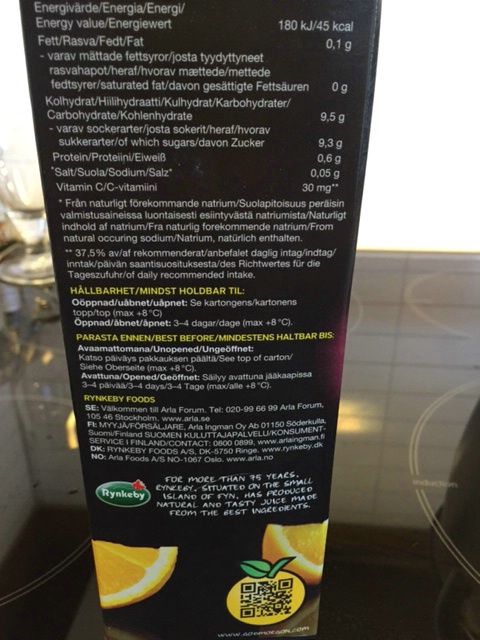 Energivärde/Energia/Energi/
Energy value/Energiewert 180 kJ/45 kcal
Fett/Rasva/Fedt/Fat 0,1 g
- varav mättade fettsyror/josta tyydyttyneet
rasvahapot/heraf/hvorav mættede/mettede
fedtsyrer/saturated fat/davon gesättigte Fettsäuren 0 g
Kolhydrat/Hiilihydraatti/Kulhydrat/Karbohydrater/
Carbohydrate/Kohlenhydrate 9,5 g
- varav sockerarter/josta sokerit/heraf/hvorav
sukkerarter/of which sugars/davon Zucker 9,3 g
Protein/Proteiini/Eiweiß 0,6 g
*Salt/Suola/Sodium/Salz* 0,05 g
Vitamin C/C-vitamiini 30 mg**
* Från naturligt förekommande natrium/Suolapitoisuus peräisin
valmistusaineissa luontaisesti esiintyvästä natriumista/Naturligt
indhold af natrium/Fra naturlig forekommende natrium/From
natural occuring sodium/Natrium, natürlich enthalten.
** 37,5% av/af rekommenderat/anbefalet daglig intag/indtag/
inntak/päivän saantisuosituksesta/des Richtwertes für die
Tageszufuhr/of daily recommended intake.
HÅLLBARHET/MINDST HOLDBAR TIL:
Oöppnad/uåbnet/uåpnet: Se kartongens/kartonens
topp/top (max +8°C)
Öppnad/åbnet/åpnet: 3-4 dagar/dage (max +8°C).
PARASTA ENNEN/BEST BEFORE/MINDESTENS HALTBAR BIS:
Avaamattomana/Unopened/Ungeöffnet:
Katso päiväys pakkauksen päältä/See top of carton/
Siehe Oberseite (max +8°C).
Avattuna/Opened/Geöffnet: Säilyy avattuna jääkaapissa
3-4 päivää/3-4 days/3-4 Tage (max/alle +8°C).
RYNKEBY FOODS
SE: Välkommen till Arla Forum. Tel: 020-99 66 99 Arla Forum,
105 46 Stockholm. www.arla.se
FI: MYYJÄ/FÖRSÄLJARE, Arla Ingman Oy Ab 01150 Söderkulla,
Suomi/Finland SUOMEN KULUTTAJAPALVELU/KONSUMENT-
SERVICE I FINLAND/CONTACT: 0800 0899, www.arlaingman.fi
DK: RYNKEBY FOODS A/S, DK-5750 Ringe. www.rynkeby.dk
NO: Arla Foods A/S NO-1067 Oslo. www.arla.no
FOR MORE THAN 75 YEARS,
RYNKEBY, SITUATED ON THE SMALL
ISLAND OF FYN, HAS PRODUCED
NATURAL AND TASTY JUICE MADE
FROM THE BEST INGREDIENTS.
Rynkeby
induction